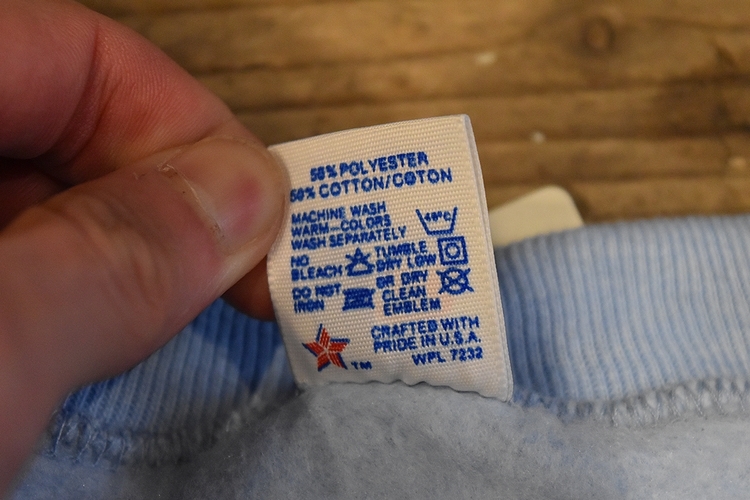 50% POLYESTER
50% COTTON/COTON
MACHINE WASH
WARM-COLORS
WASH SEPARATELY
40°C
NO
BLEACH
TUMBLE
DRY LOW
DO NOT
IRON
OR DRY
CLEAN
EMBLEM
CRAFTED WITH
PRIDE IN U.S.A.
TM
WPL 7232